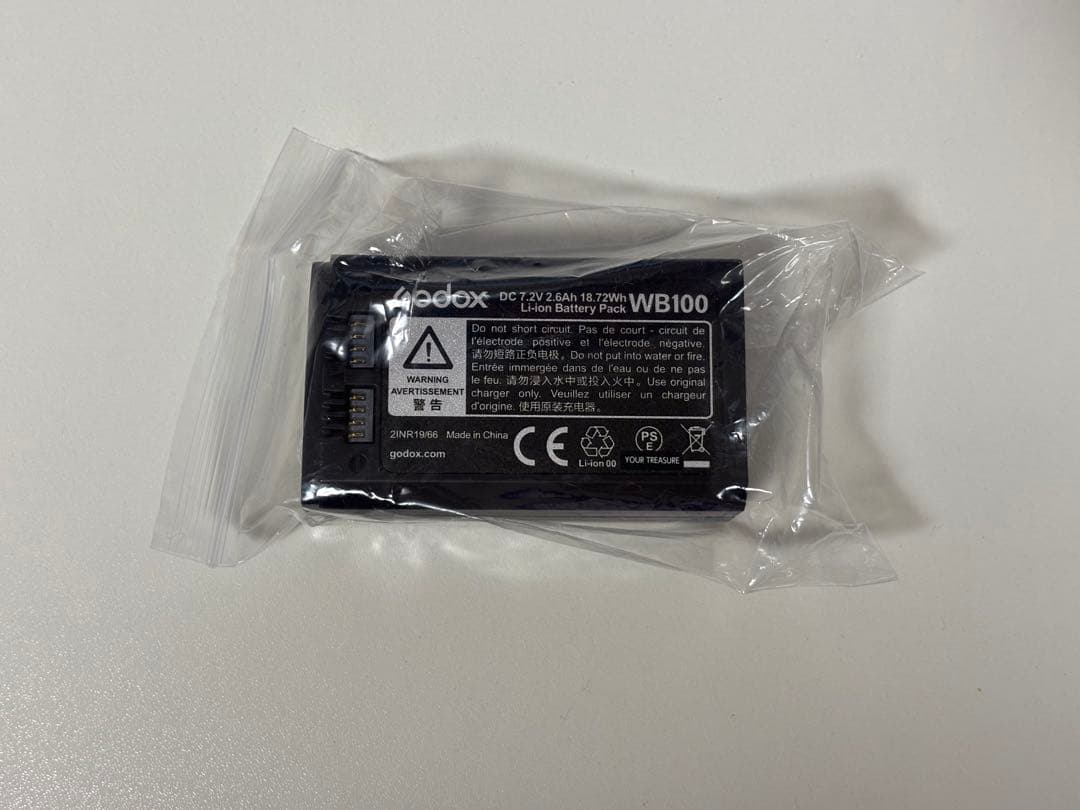 Godox DC 7.2V 2.6Ah 18.72Wh WB100
Li-ion Battery Pack
WARNING
AVERTISSEMENT
警告
Do not short circuit. Pas de court - circuit de
l'électrode positive et l'électrode négative.
请勿短路正负电极。Do not put into water or fire.
Entrée immergée dans de l'eau ou de ne pas
le feu. 请勿浸入水中或投入火中。Use original
charger only. Veuillez utiliser un chargeur
d'origine. 使用原装充电器。
2INR19/66 Made in China
godox.com
CE
Li-ion 00
PS
E
YOUR TREASURE